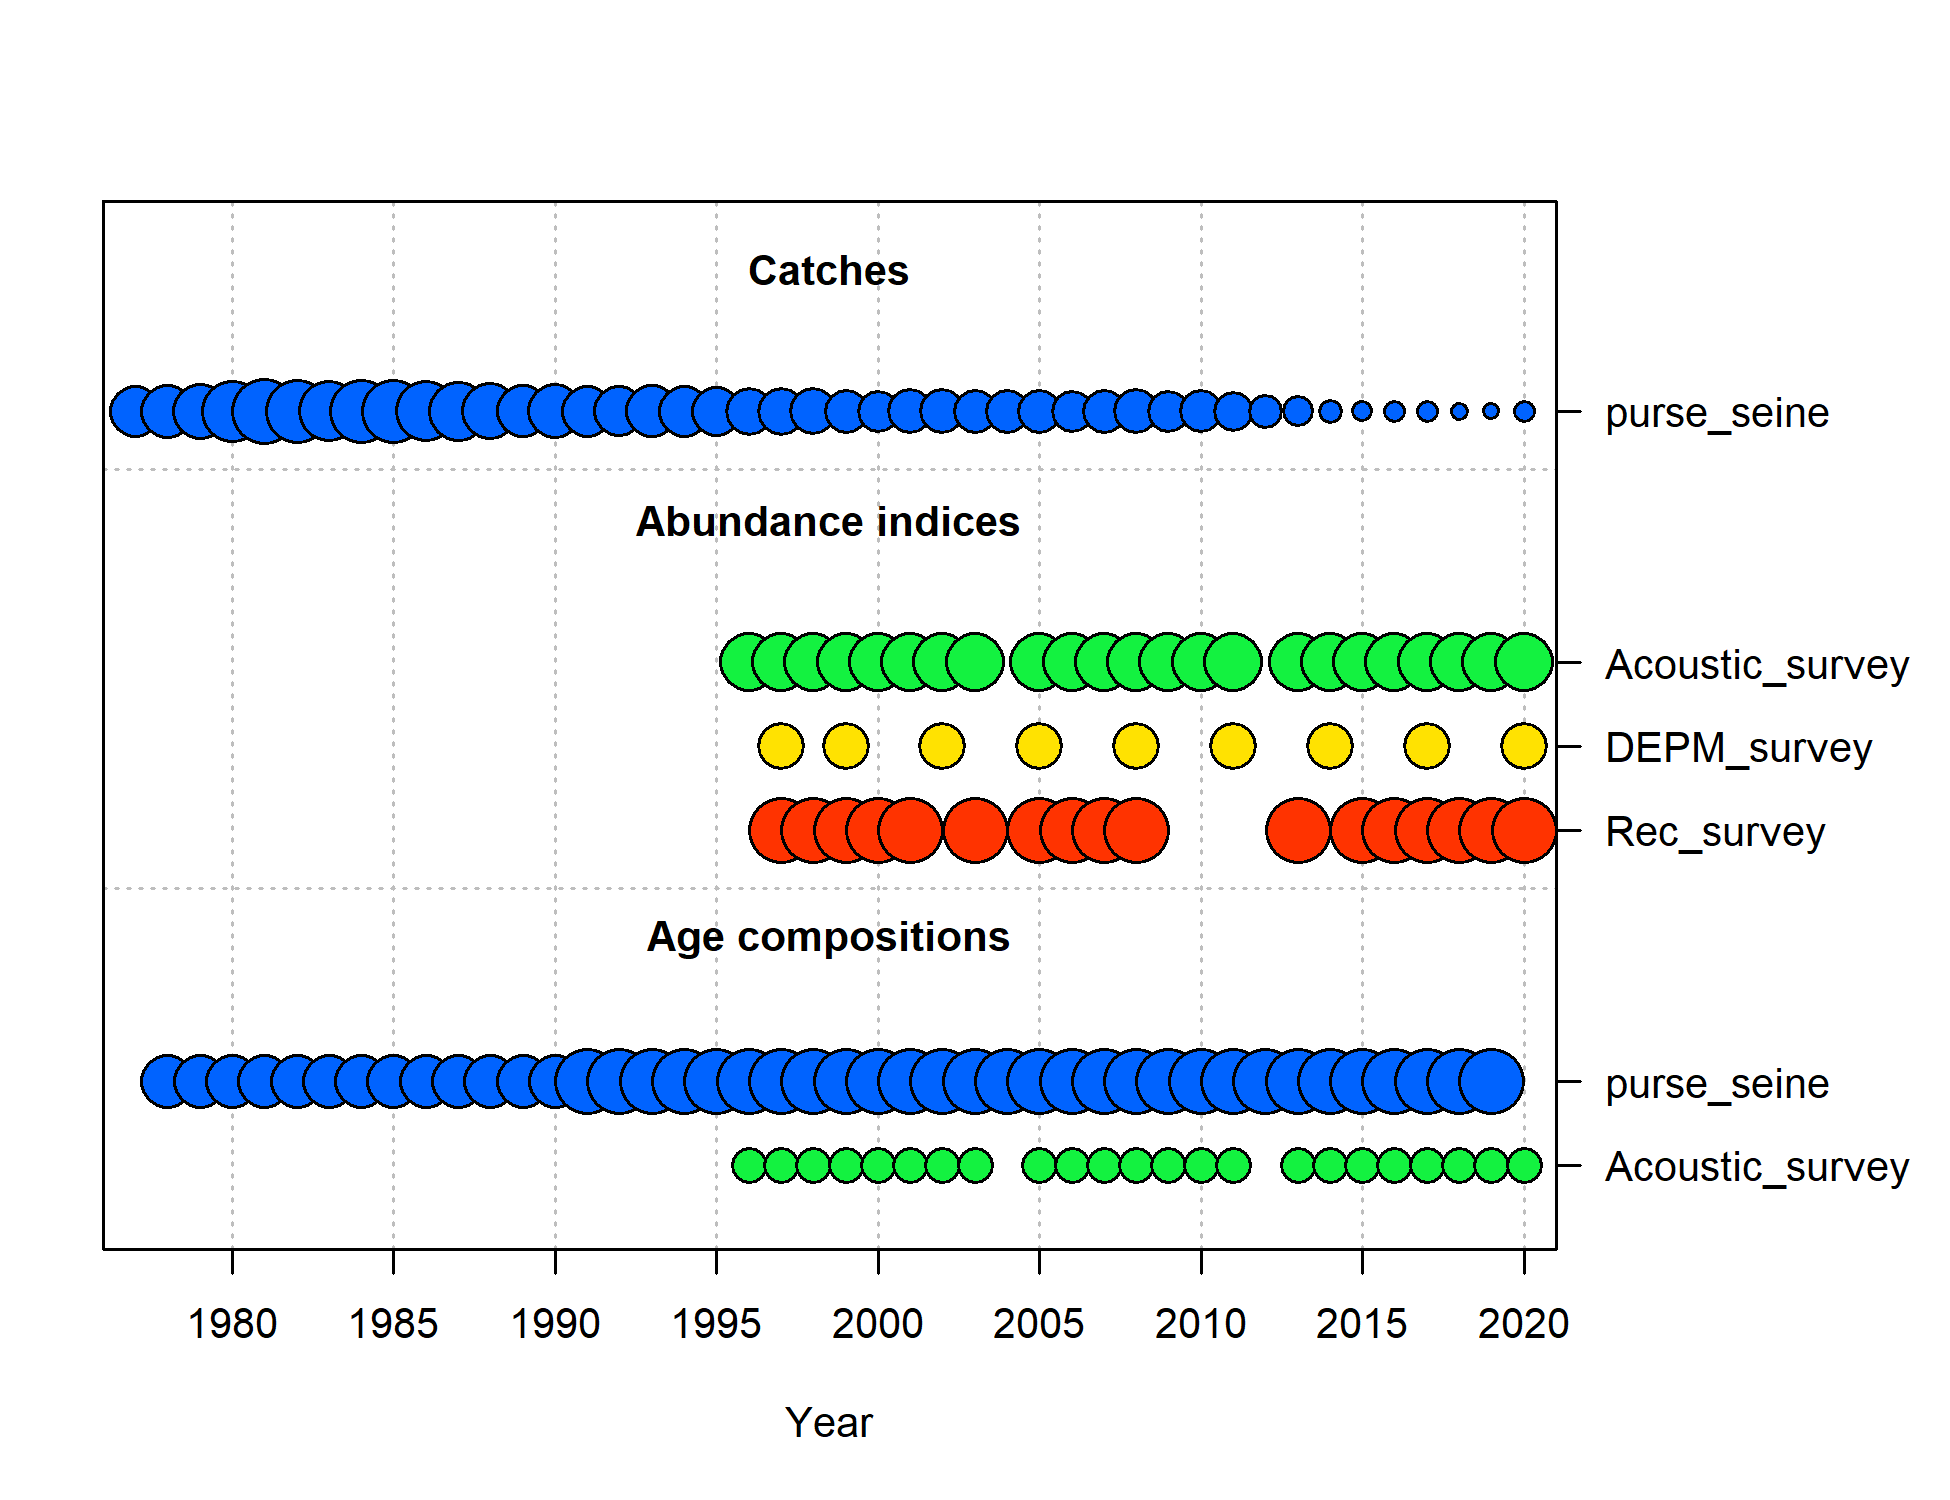 Catches
purse_seine
Abundance indices
Acoustic_survey
DEPM_survey
Rec_survey
Age compositions
purse_seine
Acoustic_survey
1980 1985 1990 1995 2000 2005 2010 2015 2020
Year